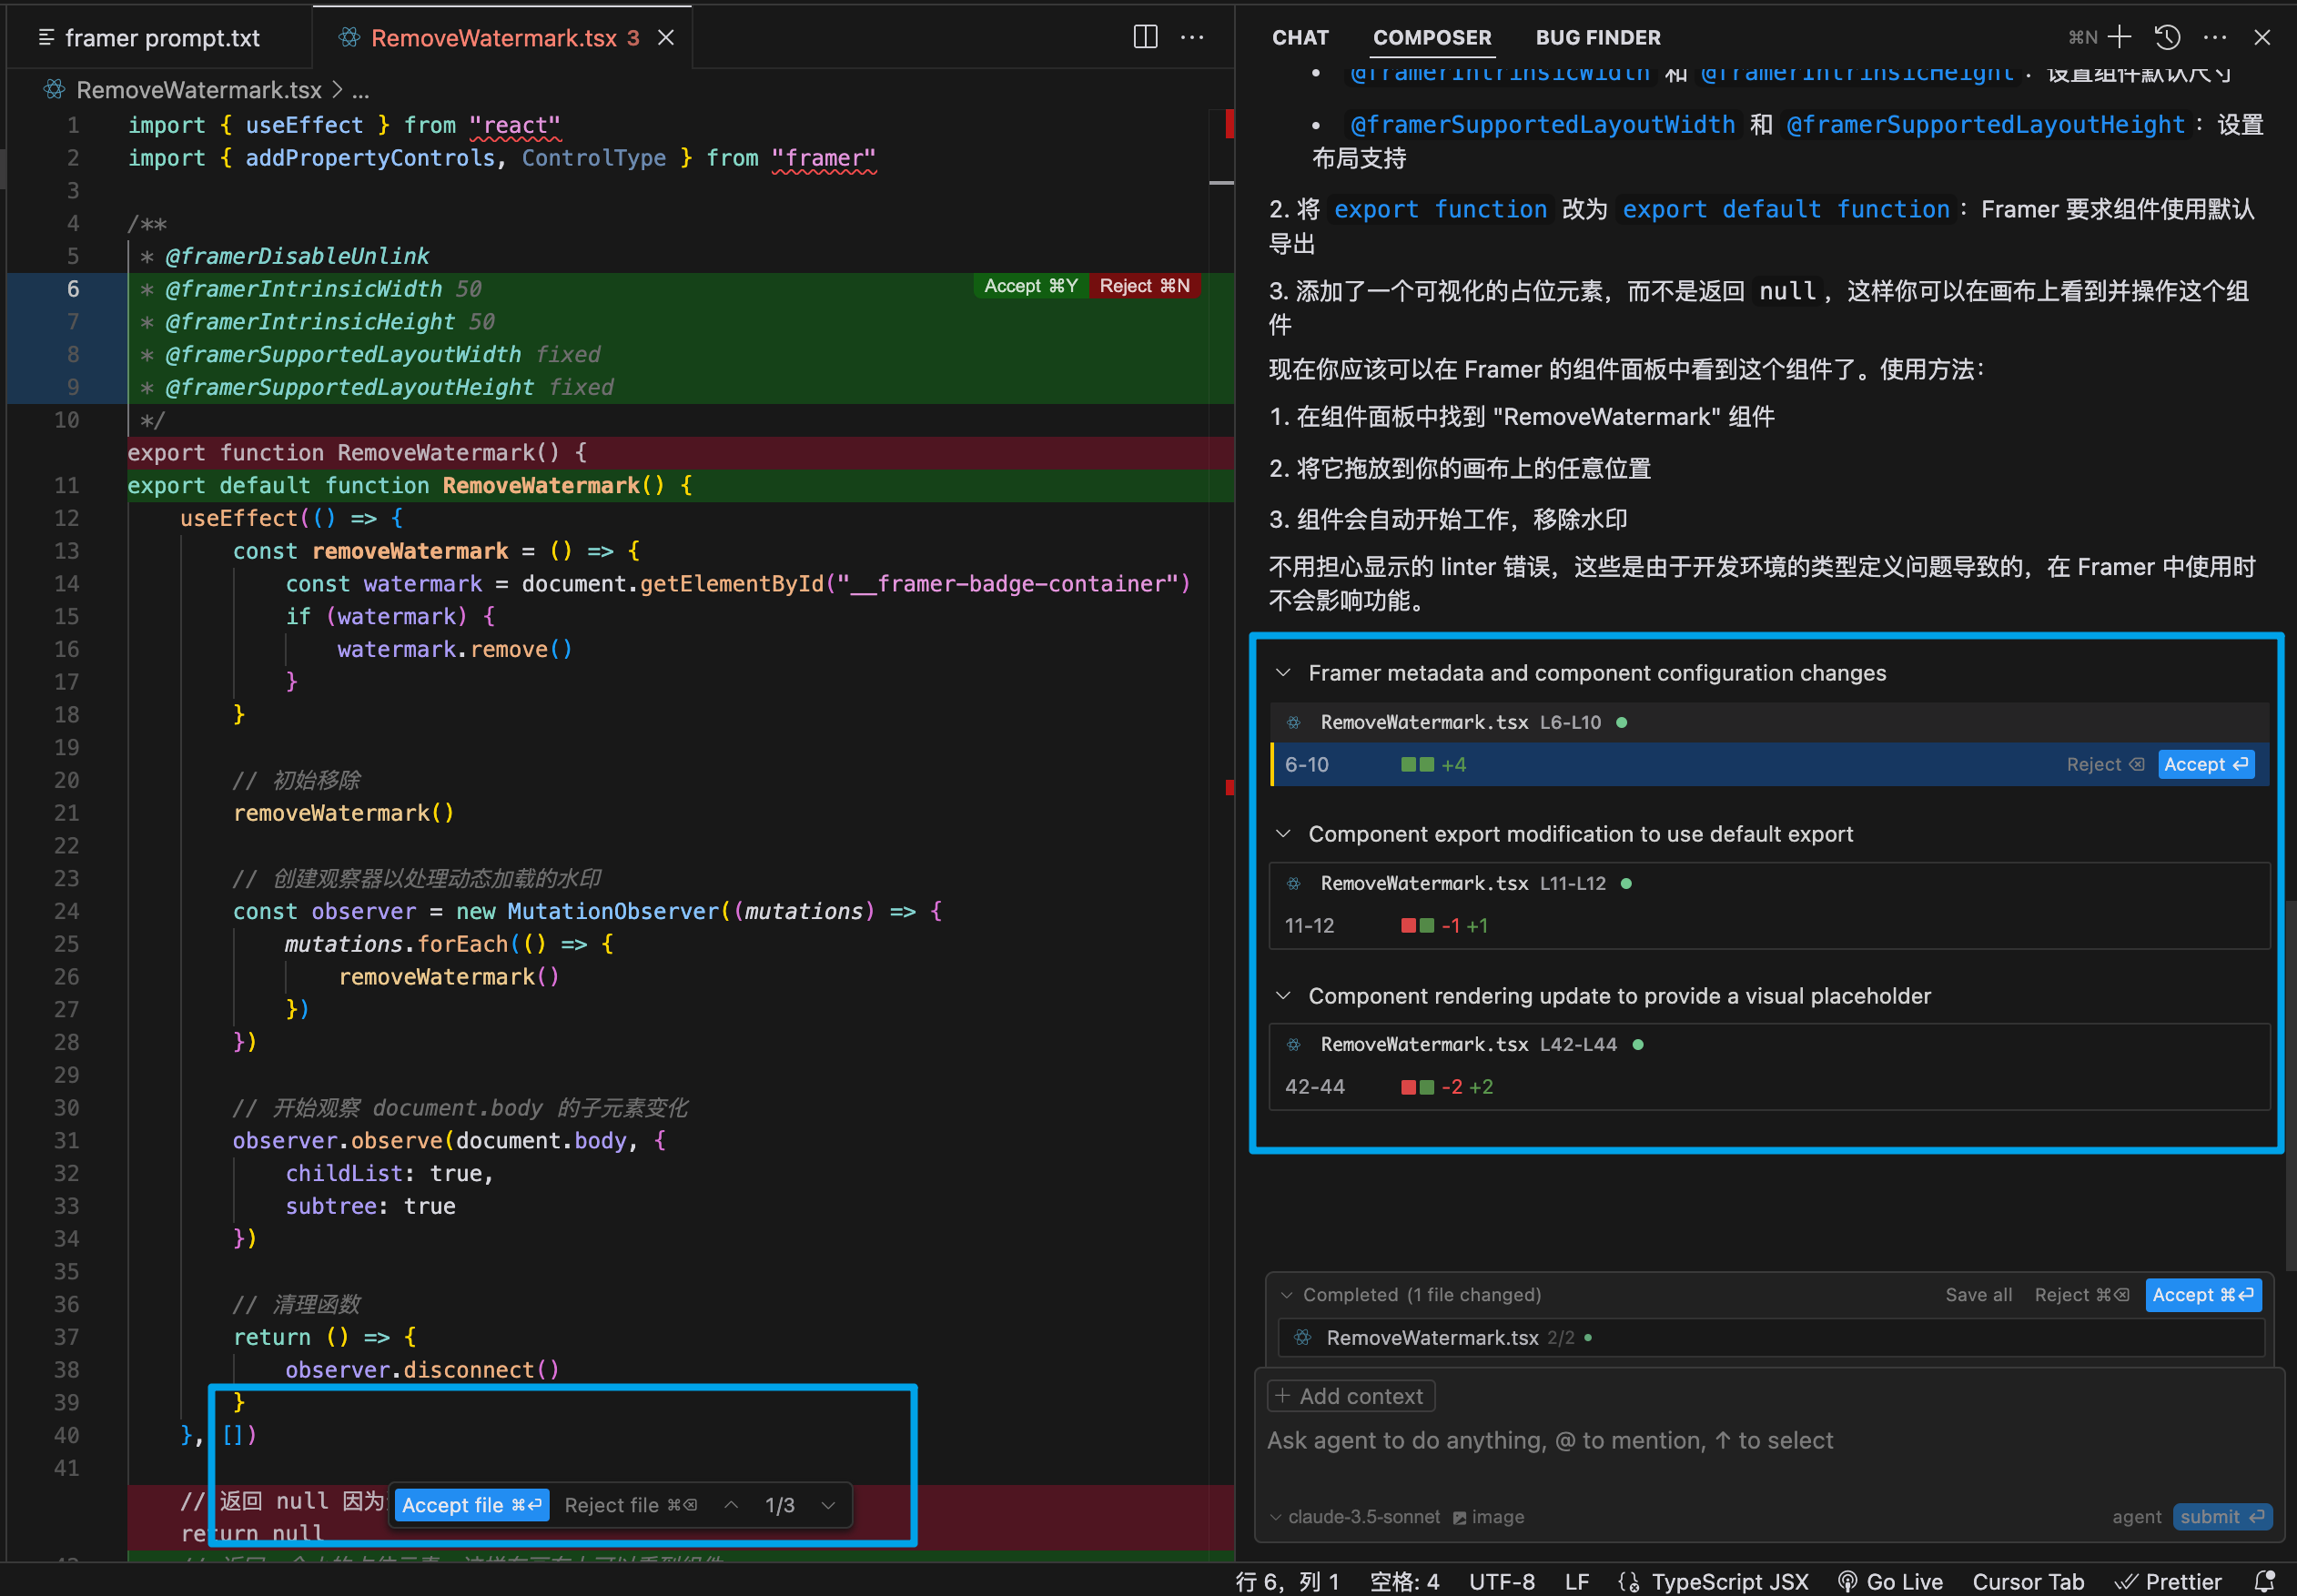 framer prompt.txt
RemoveWatermark.tsx 3
RemoveWatermark.tsx > ...
1 import { useEffect } from "react"
2 import { addPropertyControls, ControlType } from "framer"
3
4 /**
5 * @framerDisableUnlink
6 * @framerIntrinsicWidth 50
Accept ⌘Y Reject ⌘N
7 * @framerIntrinsicHeight 50
8 * @framerSupportedLayoutWidth fixed
9 * @framerSupportedLayoutHeight fixed
10 */
export function RemoveWatermark() {
11 export default function RemoveWatermark() {
12 useEffect(() => {
13 const removeWatermark = () => {
14 const watermark = document.getElementById("__framer-badge-container")
15 if (watermark) {
16 watermark.remove()
17 }
18 }
19
20 // 初始移除
21 removeWatermark()
22
23 // 创建观察器以处理动态加载的水印
24 const observer = new MutationObserver((mutations) => {
25 mutations.forEach(() => {
26 removeWatermark()
27 })
28 })
29
30 // 开始观察 document.body 的子元素变化
31 observer.observe(document.body, {
32 childList: true,
33 subtree: true
34 })
35
36 // 清理函数
37 return () => {
38 observer.disconnect()
39 }
40 }, [])
41
// 返回 null 因为
return null
Accept file ⌘⏎ Reject file ⌘⌫ 1/3
CHAT COMPOSER BUG FINDER ⌘N
• @framerIntrinsicWidth 和 @framerIntrinsicHeight：设置组件默认尺寸
• @framerSupportedLayoutWidth 和 @framerSupportedLayoutHeight：设置
布局支持
2. 将 export function 改为 export default function：Framer 要求组件使用默认
导出
3. 添加了一个可视化的占位元素，而不是返回 null，这样你可以在画布上看到并操作这个组
件
现在你应该可以在 Framer 的组件面板中看到这个组件了。使用方法：
1. 在组件面板中找到 "RemoveWatermark" 组件
2. 将它拖放到你的画布上的任意位置
3. 组件会自动开始工作，移除水印
不用担心显示的 linter 错误，这些是由于开发环境的类型定义问题导致的，在 Framer 中使用时
不会影响功能。
Framer metadata and component configuration changes
RemoveWatermark.tsx L6-L10
6-10 +4 Reject ⌫ Accept ⏎
Component export modification to use default export
RemoveWatermark.tsx L11-L12
11-12 -1 +1
Component rendering update to provide a visual placeholder
RemoveWatermark.tsx L42-L44
42-44 -2 +2
Completed (1 file changed) Save all Reject ⌘⌫ Accept ⌘⏎
RemoveWatermark.tsx 2/2
+ Add context
Ask agent to do anything, @ to mention, ↑ to select
claude-3.5-sonnet image agent submit ⏎
行 6，列 1 空格: 4 UTF-8 LF TypeScript JSX Go Live Cursor Tab Prettier